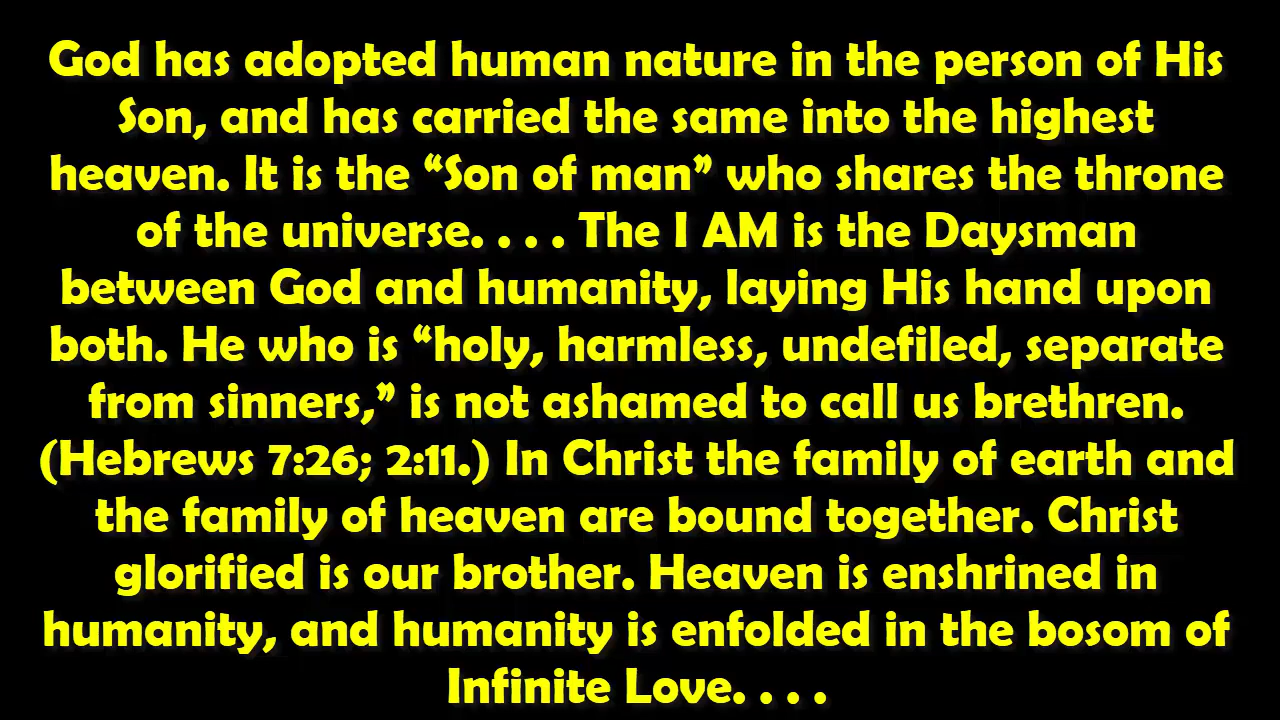 God has adopted human nature in the person of His
Son, and has carried the same into the highest
heaven. It is the “Son of man” who shares the throne
of the universe. . . . The I AM is the Daysman
between God and humanity, laying His hand upon
both. He who is “holy, harmless, undefiled, separate
from sinners,” is not ashamed to call us brethren.
(Hebrews 7:26; 2:11.) In Christ the family of earth and
the family of heaven are bound together. Christ
glorified is our brother. Heaven is enshrined in
humanity, and humanity is enfolded in the bosom of
Infinite Love. . . .